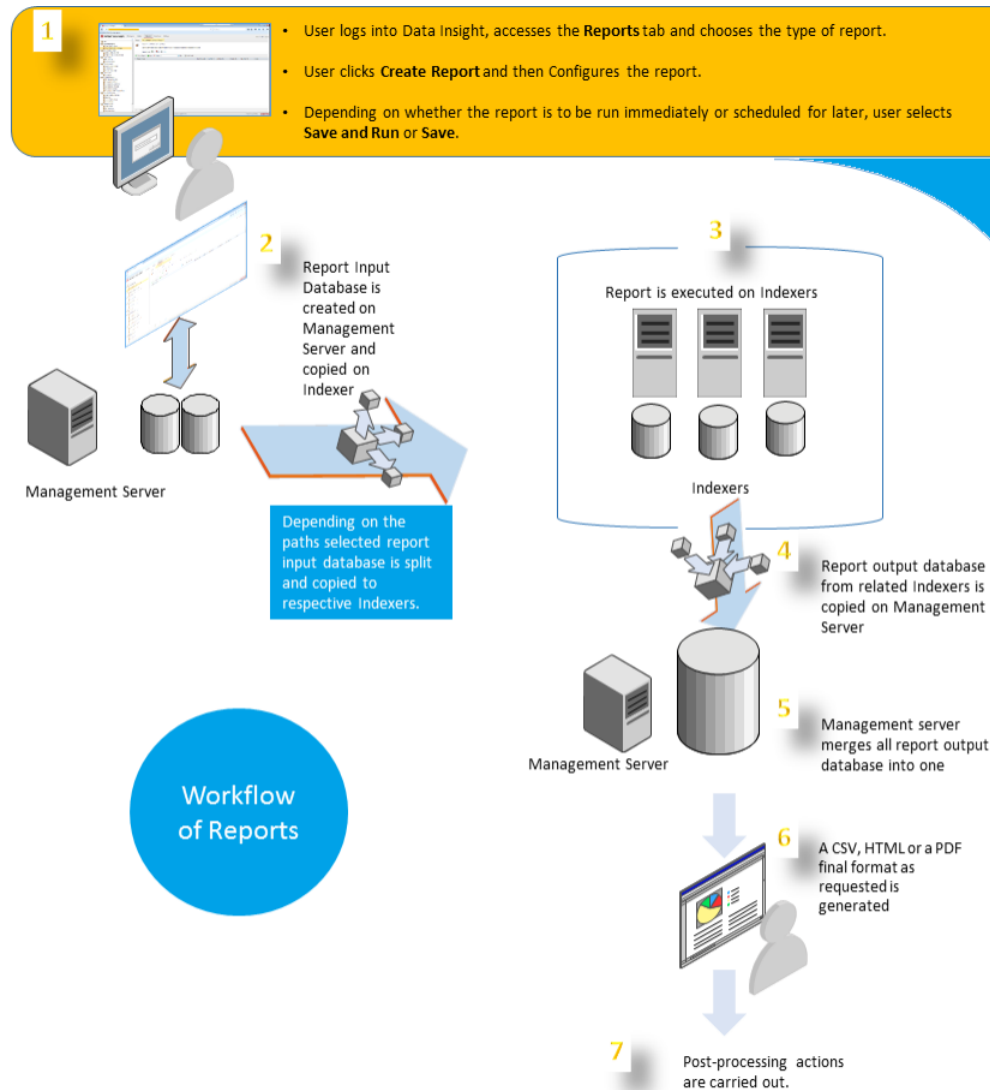 1
• User logs into Data Insight, accesses the Reports tab and chooses the type of report.
• User clicks Create Report and then Configures the report.
• Depending on whether the report is to be run immediately or scheduled for later, user selects
Save and Run or Save.
2
Report Input
Database is
created on
Management
Server and
copied on
Indexer
Management Server
Depending on the
paths selected report
input database is split
and copied to
respective Indexers.
3
Report is executed on Indexers
Indexers
4
Report output database
from related Indexers is
copied on Management
Server
Management Server
5
Management server
merges all report output
database into one
Workflow
of Reports
6
A CSV, HTML or a PDF
final format as
requested is
generated
7
Post-processing actions
are carried out.